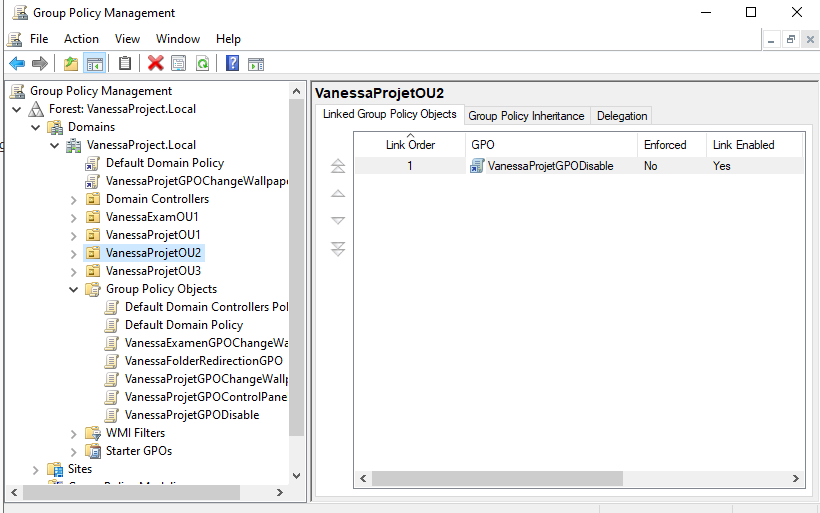 Group Policy Management
File Action View Window Help
Group Policy Management
Forest: VanessaProject.Local
Domains
VanessaProject.Local
Default Domain Policy
VanessaProjetGPOChangeWallpape
Domain Controllers
VanessaExamOU1
VanessaProjetOU1
VanessaProjetOU2
VanessaProjetOU3
Group Policy Objects
Default Domain Controllers Pol
Default Domain Policy
VanessaExamenGPOChangeWa
VanessaFolderRedirectionGPO
VanessaProjetGPOChangeWallp
VanessaProjetGPOControlPane
VanessaProjetGPODisable
WMI Filters
Starter GPOs
Sites
VanessaProjetOU2
Linked Group Policy Objects Group Policy Inheritance Delegation
Link Order GPO Enforced Link Enabled
1 VanessaProjetGPODisable No Yes